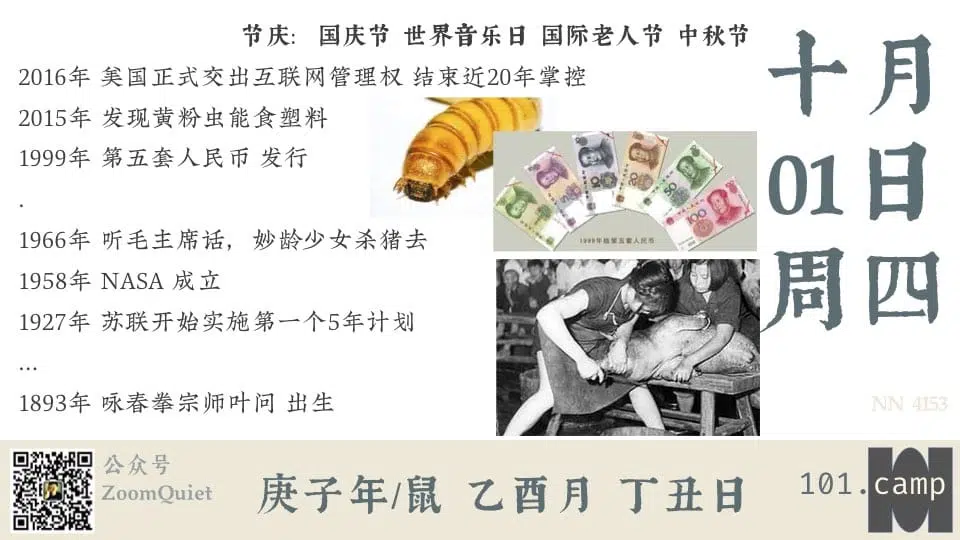 节庆： 国庆节 世界音乐日 国际老人节 中秋节
2016年 美国正式交出互联网管理权 结束近20年掌控
2015年 发现黄粉虫能食塑料
1999年 第五套人民币 发行
.
1966年 听毛主席话，妙龄少女杀猪去
1958年 NASA 成立
1927年 苏联开始实施第一个5年计划
...
1893年 咏春拳宗师叶问 出生
1999年版第五套人民币
10
20
50
100
十月
01日
周四
NN 4153
公众号
ZoomQuiet
庚子年/鼠 乙酉月 丁丑日
101.camp